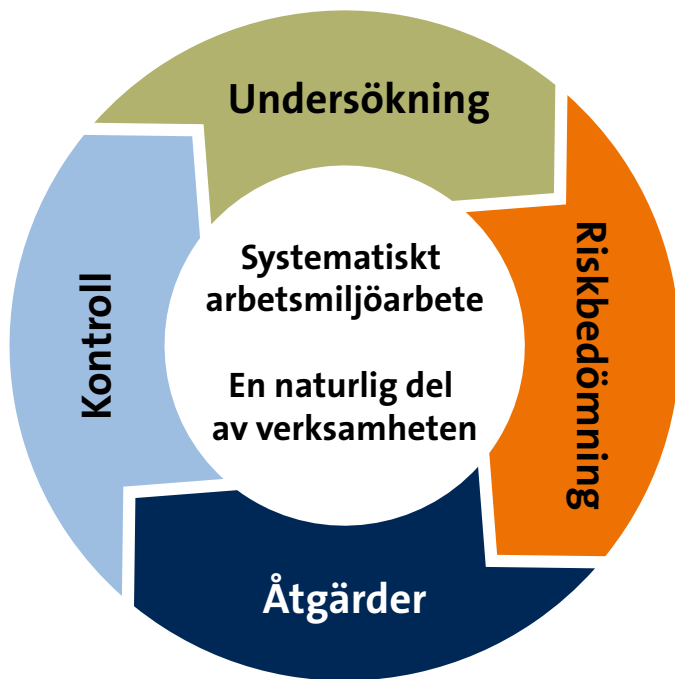 Undersökning
Riskbedömning
Åtgärder
Kontroll
Systematiskt
arbetsmiljöarbete
En naturlig del
av verksamheten